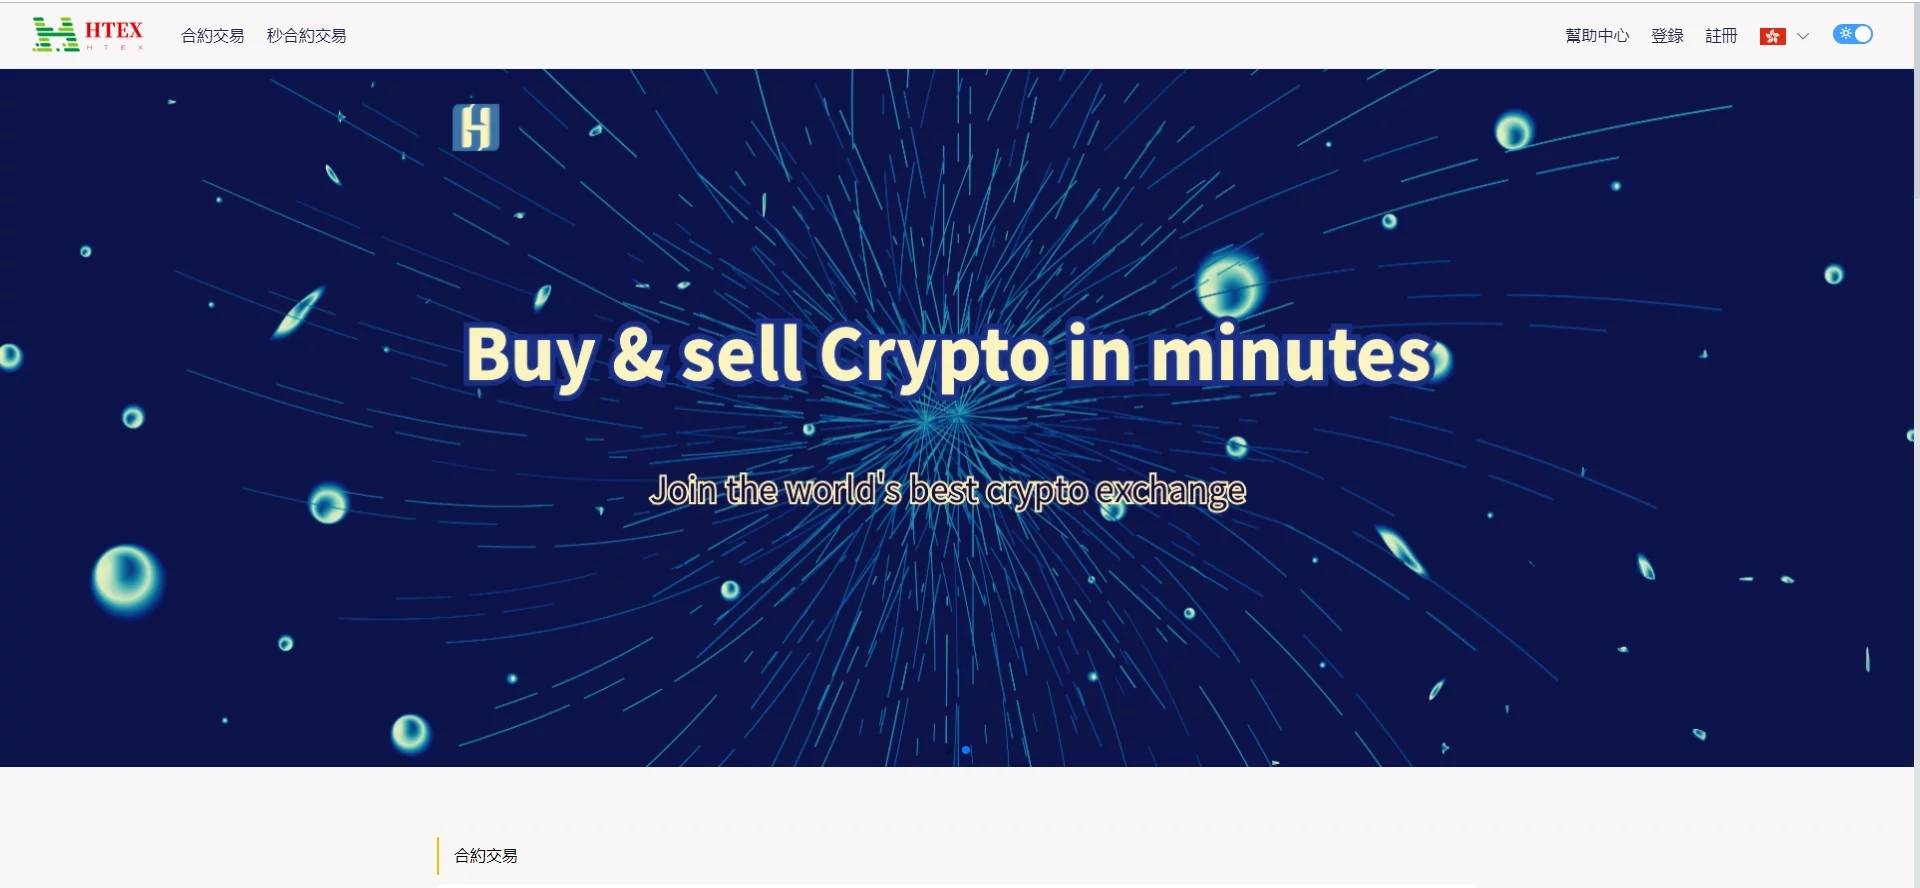 HTEX
HTEX
合約交易 秒合約交易
幫助中心 登錄 註冊
H
Buy & sell Crypto in minutes
Join the world's best crypto exchange
合約交易